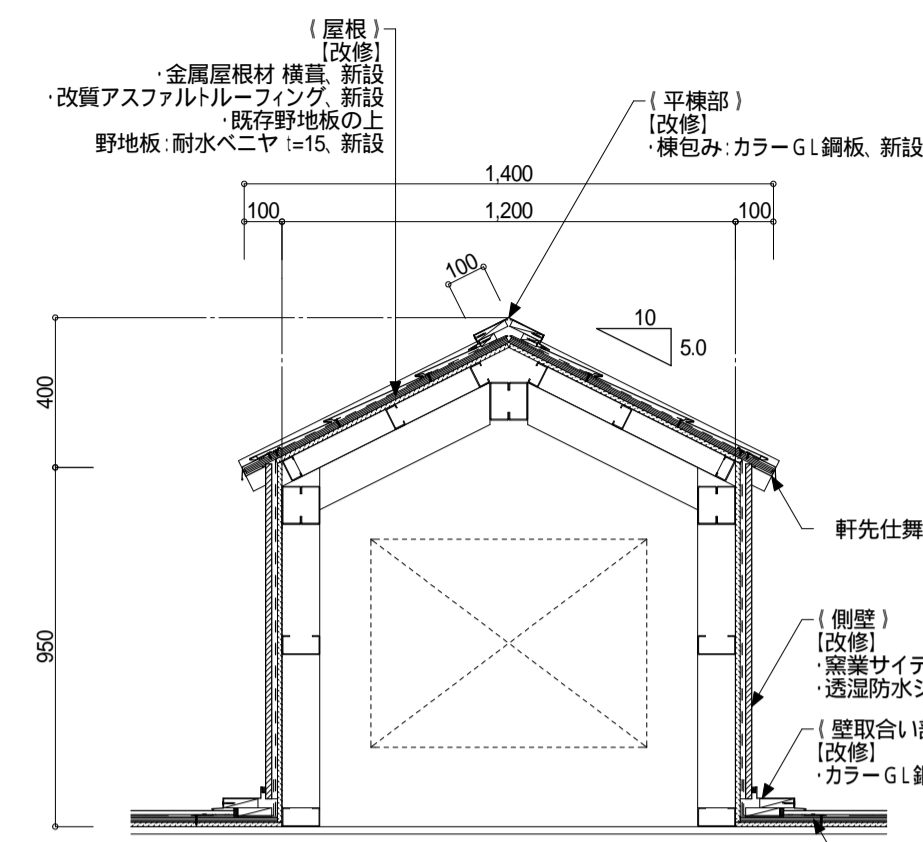 《 屋根 》
【改修】
・金属屋根材 横葺、新設
・改質アスファルトルーフィング、新設
・既存野地板の上
野地板：耐水ベニヤ t=15、新設
《 平棟部 》
【改修】
・棟包み：カラーGL鋼板、新設
1,400
100
1,200
100
100
10
5.0
400
軒先仕舞
950
《 側壁 》
【改修】
・窯業サイデ
・透湿防水シ
《 壁取合い部
【改修】
・カラーGL鋼